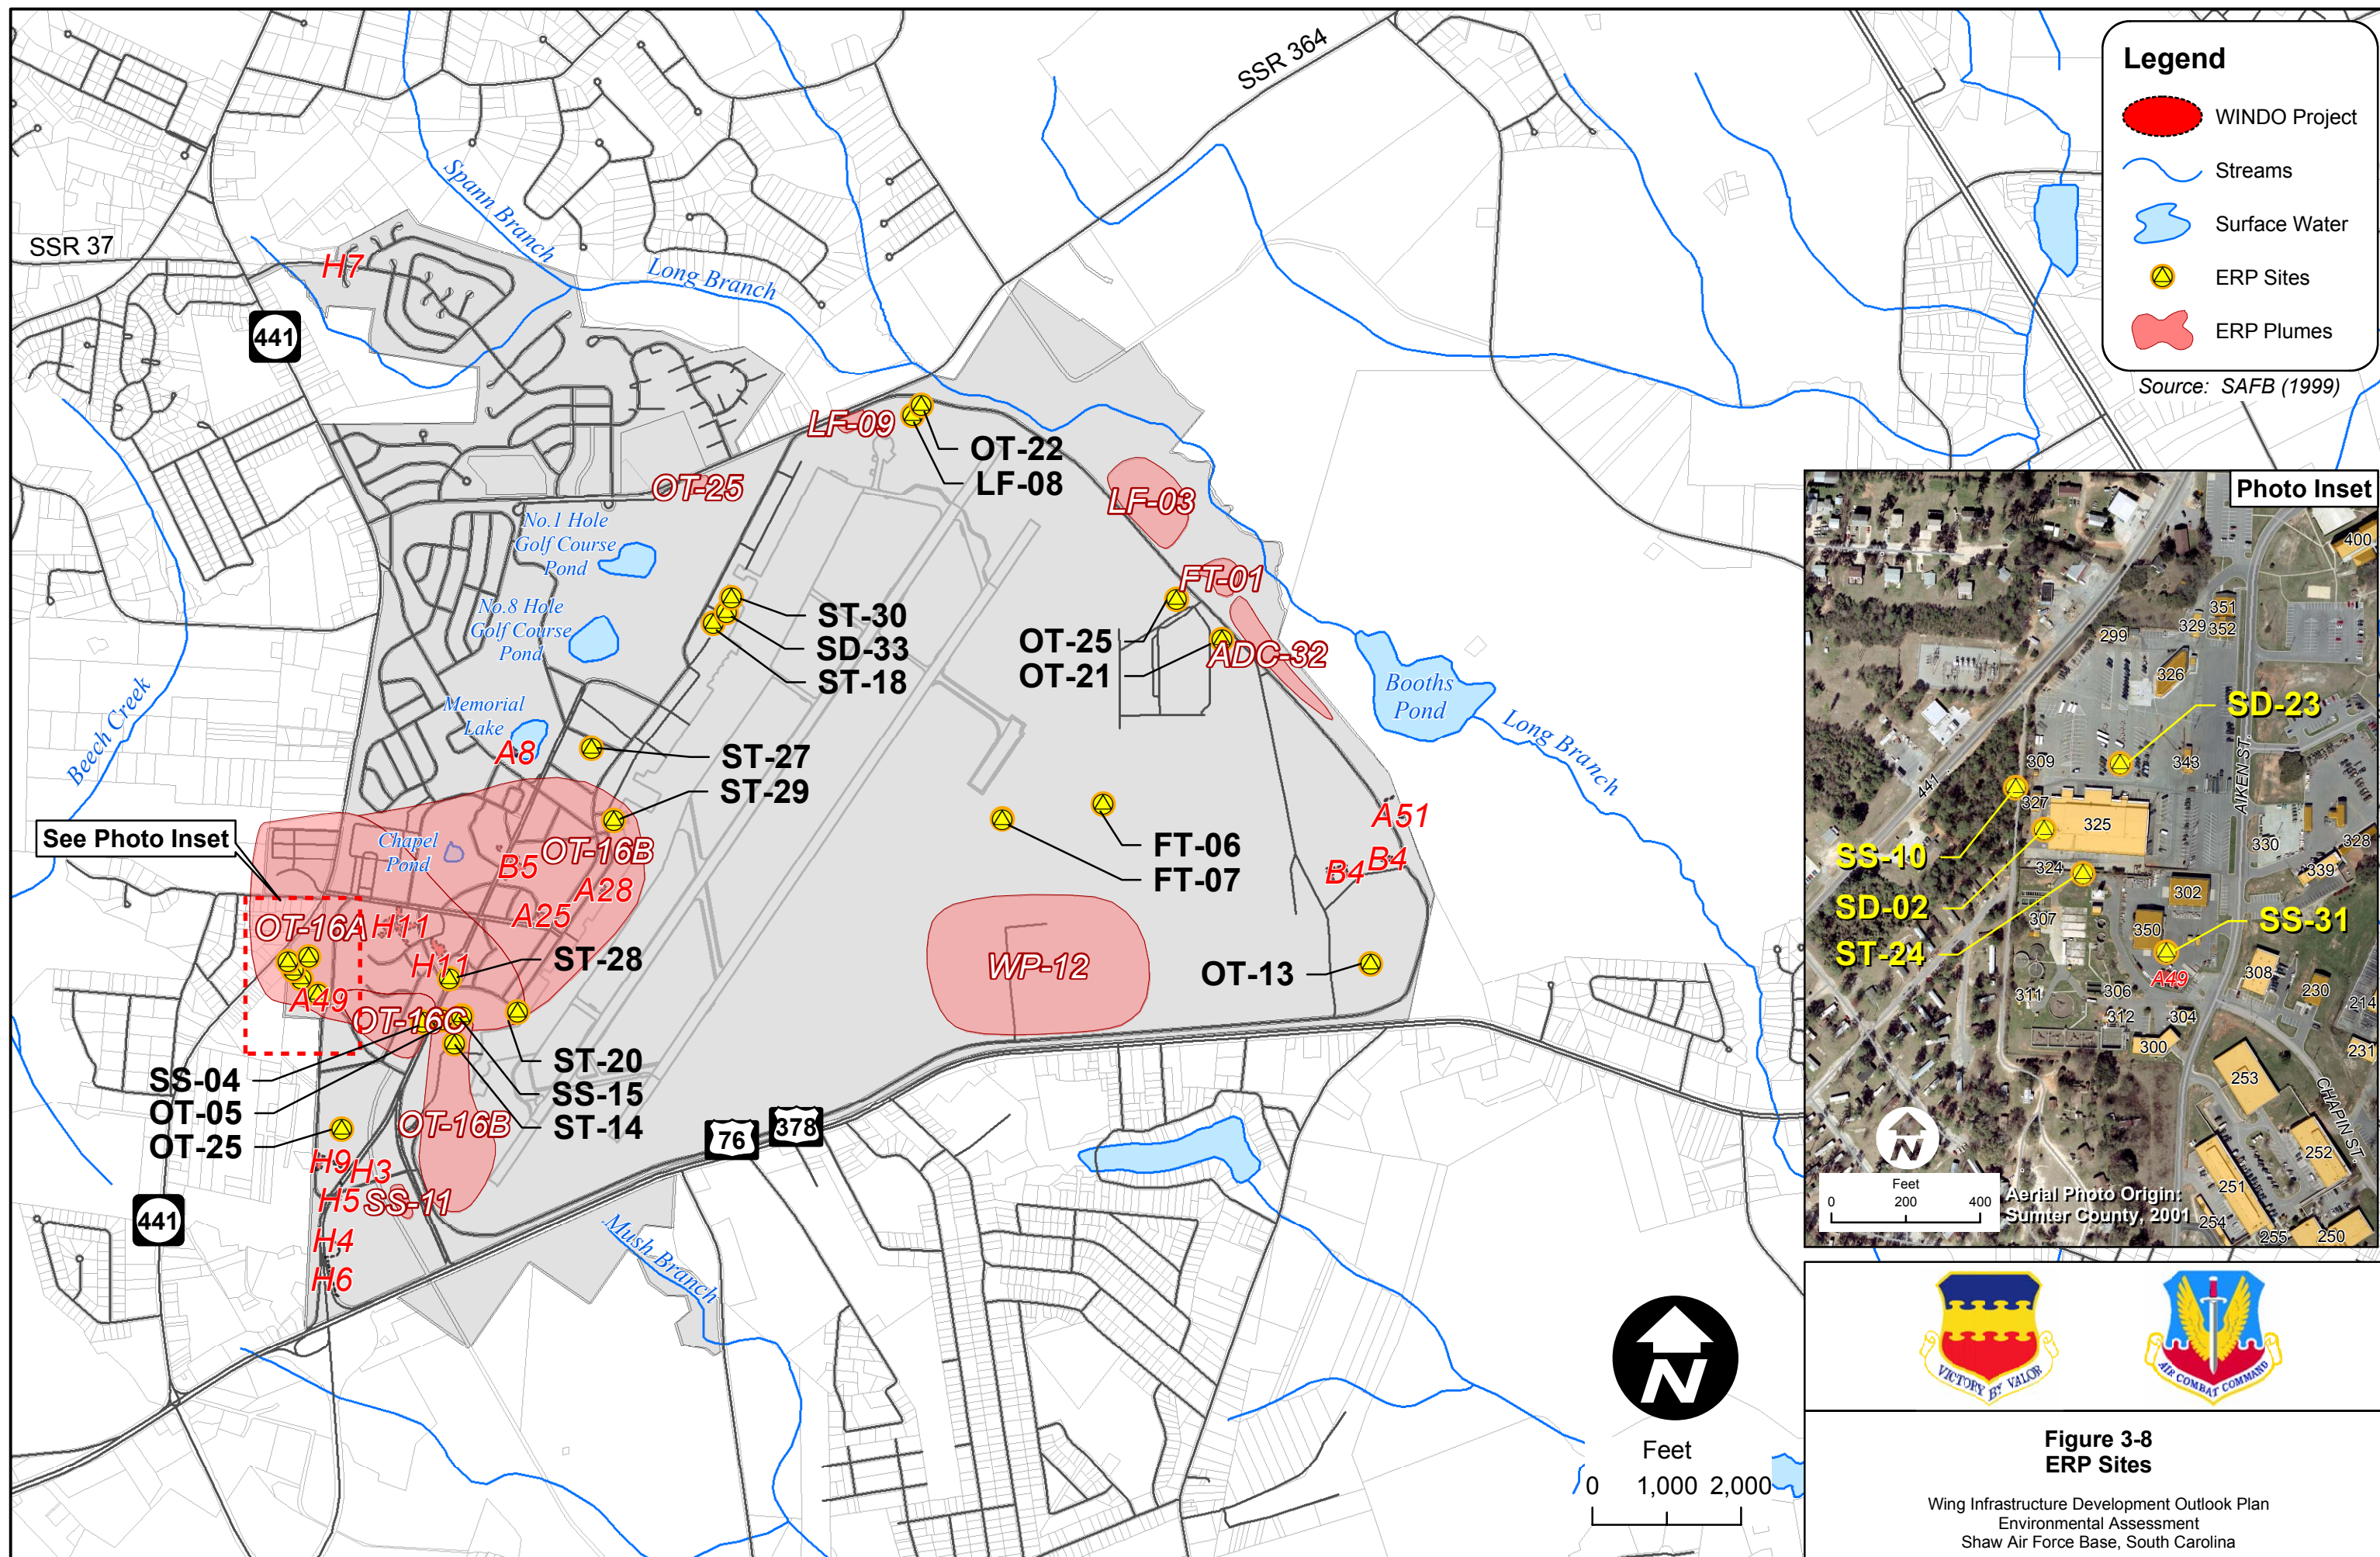 SSR 364
SSR 37
441
Spann Branch
Long Branch
H7
Legend
WINDO Project
Streams
Surface Water
ERP Sites
ERP Plumes
Source: SAFB (1999)
LF-09
OT-22
LF-08
OT-25
LF-03
No.1 Hole
Golf Course
Pond
FT-01
No.8 Hole
Golf Course
Pond
ST-30
SD-33
ST-18
OT-25
OT-21
ADC-32
Booths
Pond
Long Branch
Beech Creek
Memorial
Lake
A8
ST-27
ST-29
See Photo Inset
Chapel
Pond
B5
OT-16B
A28
A25
FT-06
FT-07
A51
B4
B4
OT-16A
H11
H11
ST-28
WP-12
OT-13
A49
OT-16C
SS-04
OT-05
OT-25
ST-20
SS-15
ST-14
OT-16B
76
378
H9
H3
H5
SS-11
H4
H6
441
Mush Branch
N
Feet
0 1,000 2,000
Photo Inset
400
351
329
352
299
326
SD-23
441
309
343
AIKEN ST.
327
325
SS-10
330
328
324
339
SD-02
302
307
350
SS-31
ST-24
A49
308
230
214
311
306
312
304
300
231
253
CHAPIN ST.
252
251
254
255
250
N
Feet
0 200 400
Aerial Photo Origin:
Sumter County, 2001
VICTORY BY VALOR
AIR COMBAT COMMAND
Figure 3-8
ERP Sites
Wing Infrastructure Development Outlook Plan
Environmental Assessment
Shaw Air Force Base, South Carolina